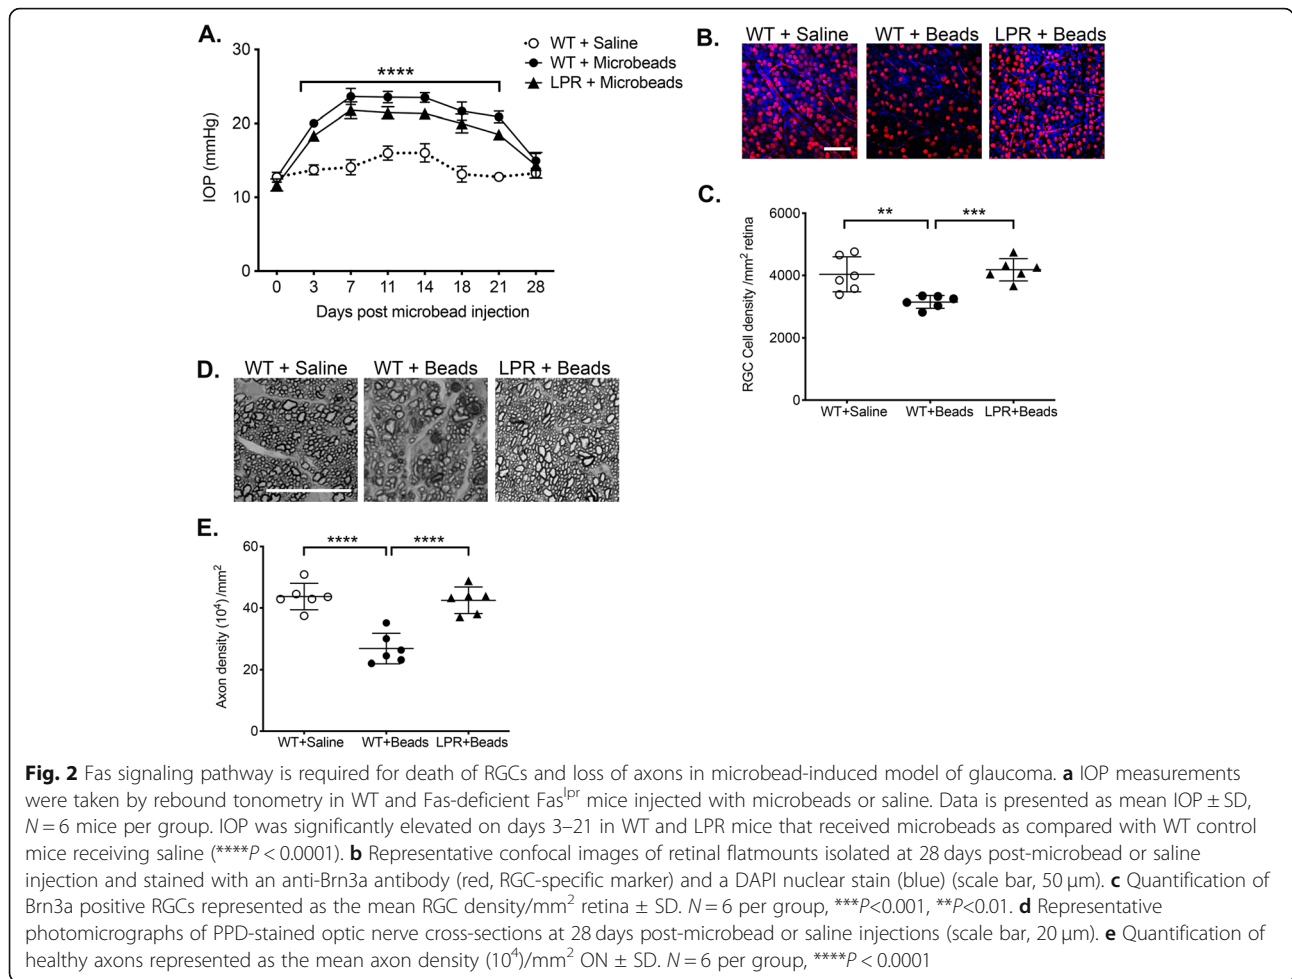 A.
30
20
10
0
IOP (mmHg)
****
0 3 7 11 14 18 21 28
Days post microbead injection
WT + Saline
WT + Microbeads
LPR + Microbeads
B.
WT + Saline WT + Beads LPR + Beads
C.
6000
4000
2000
0
RGC Cell density /mm² retina
** ***
WT+Saline WT+Beads LPR+Beads
D.
WT + Saline WT + Beads LPR + Beads
E.
60
40
20
0
Axon density (10⁴) /mm²
**** ****
WT+Saline WT+Beads LPR+Beads
Fig. 2 Fas signaling pathway is required for death of RGCs and loss of axons in microbead-induced model of glaucoma. a IOP measurements
were taken by rebound tonometry in WT and Fas-deficient Fas^lpr mice injected with microbeads or saline. Data is presented as mean IOP ± SD,
N = 6 mice per group. IOP was significantly elevated on days 3–21 in WT and LPR mice that received microbeads as compared with WT control
mice receiving saline (****P < 0.0001). b Representative confocal images of retinal flatmounts isolated at 28 days post-microbead or saline
injection and stained with an anti-Brn3a antibody (red, RGC-specific marker) and a DAPI nuclear stain (blue) (scale bar, 50 μm). c Quantification of
Brn3a positive RGCs represented as the mean RGC density/mm² retina ± SD. N = 6 per group, ***P<0.001, **P<0.01. d Representative
photomicrographs of PPD-stained optic nerve cross-sections at 28 days post-microbead or saline injections (scale bar, 20 μm). e Quantification of
healthy axons represented as the mean axon density (10⁴)/mm² ON ± SD. N = 6 per group, ****P < 0.0001